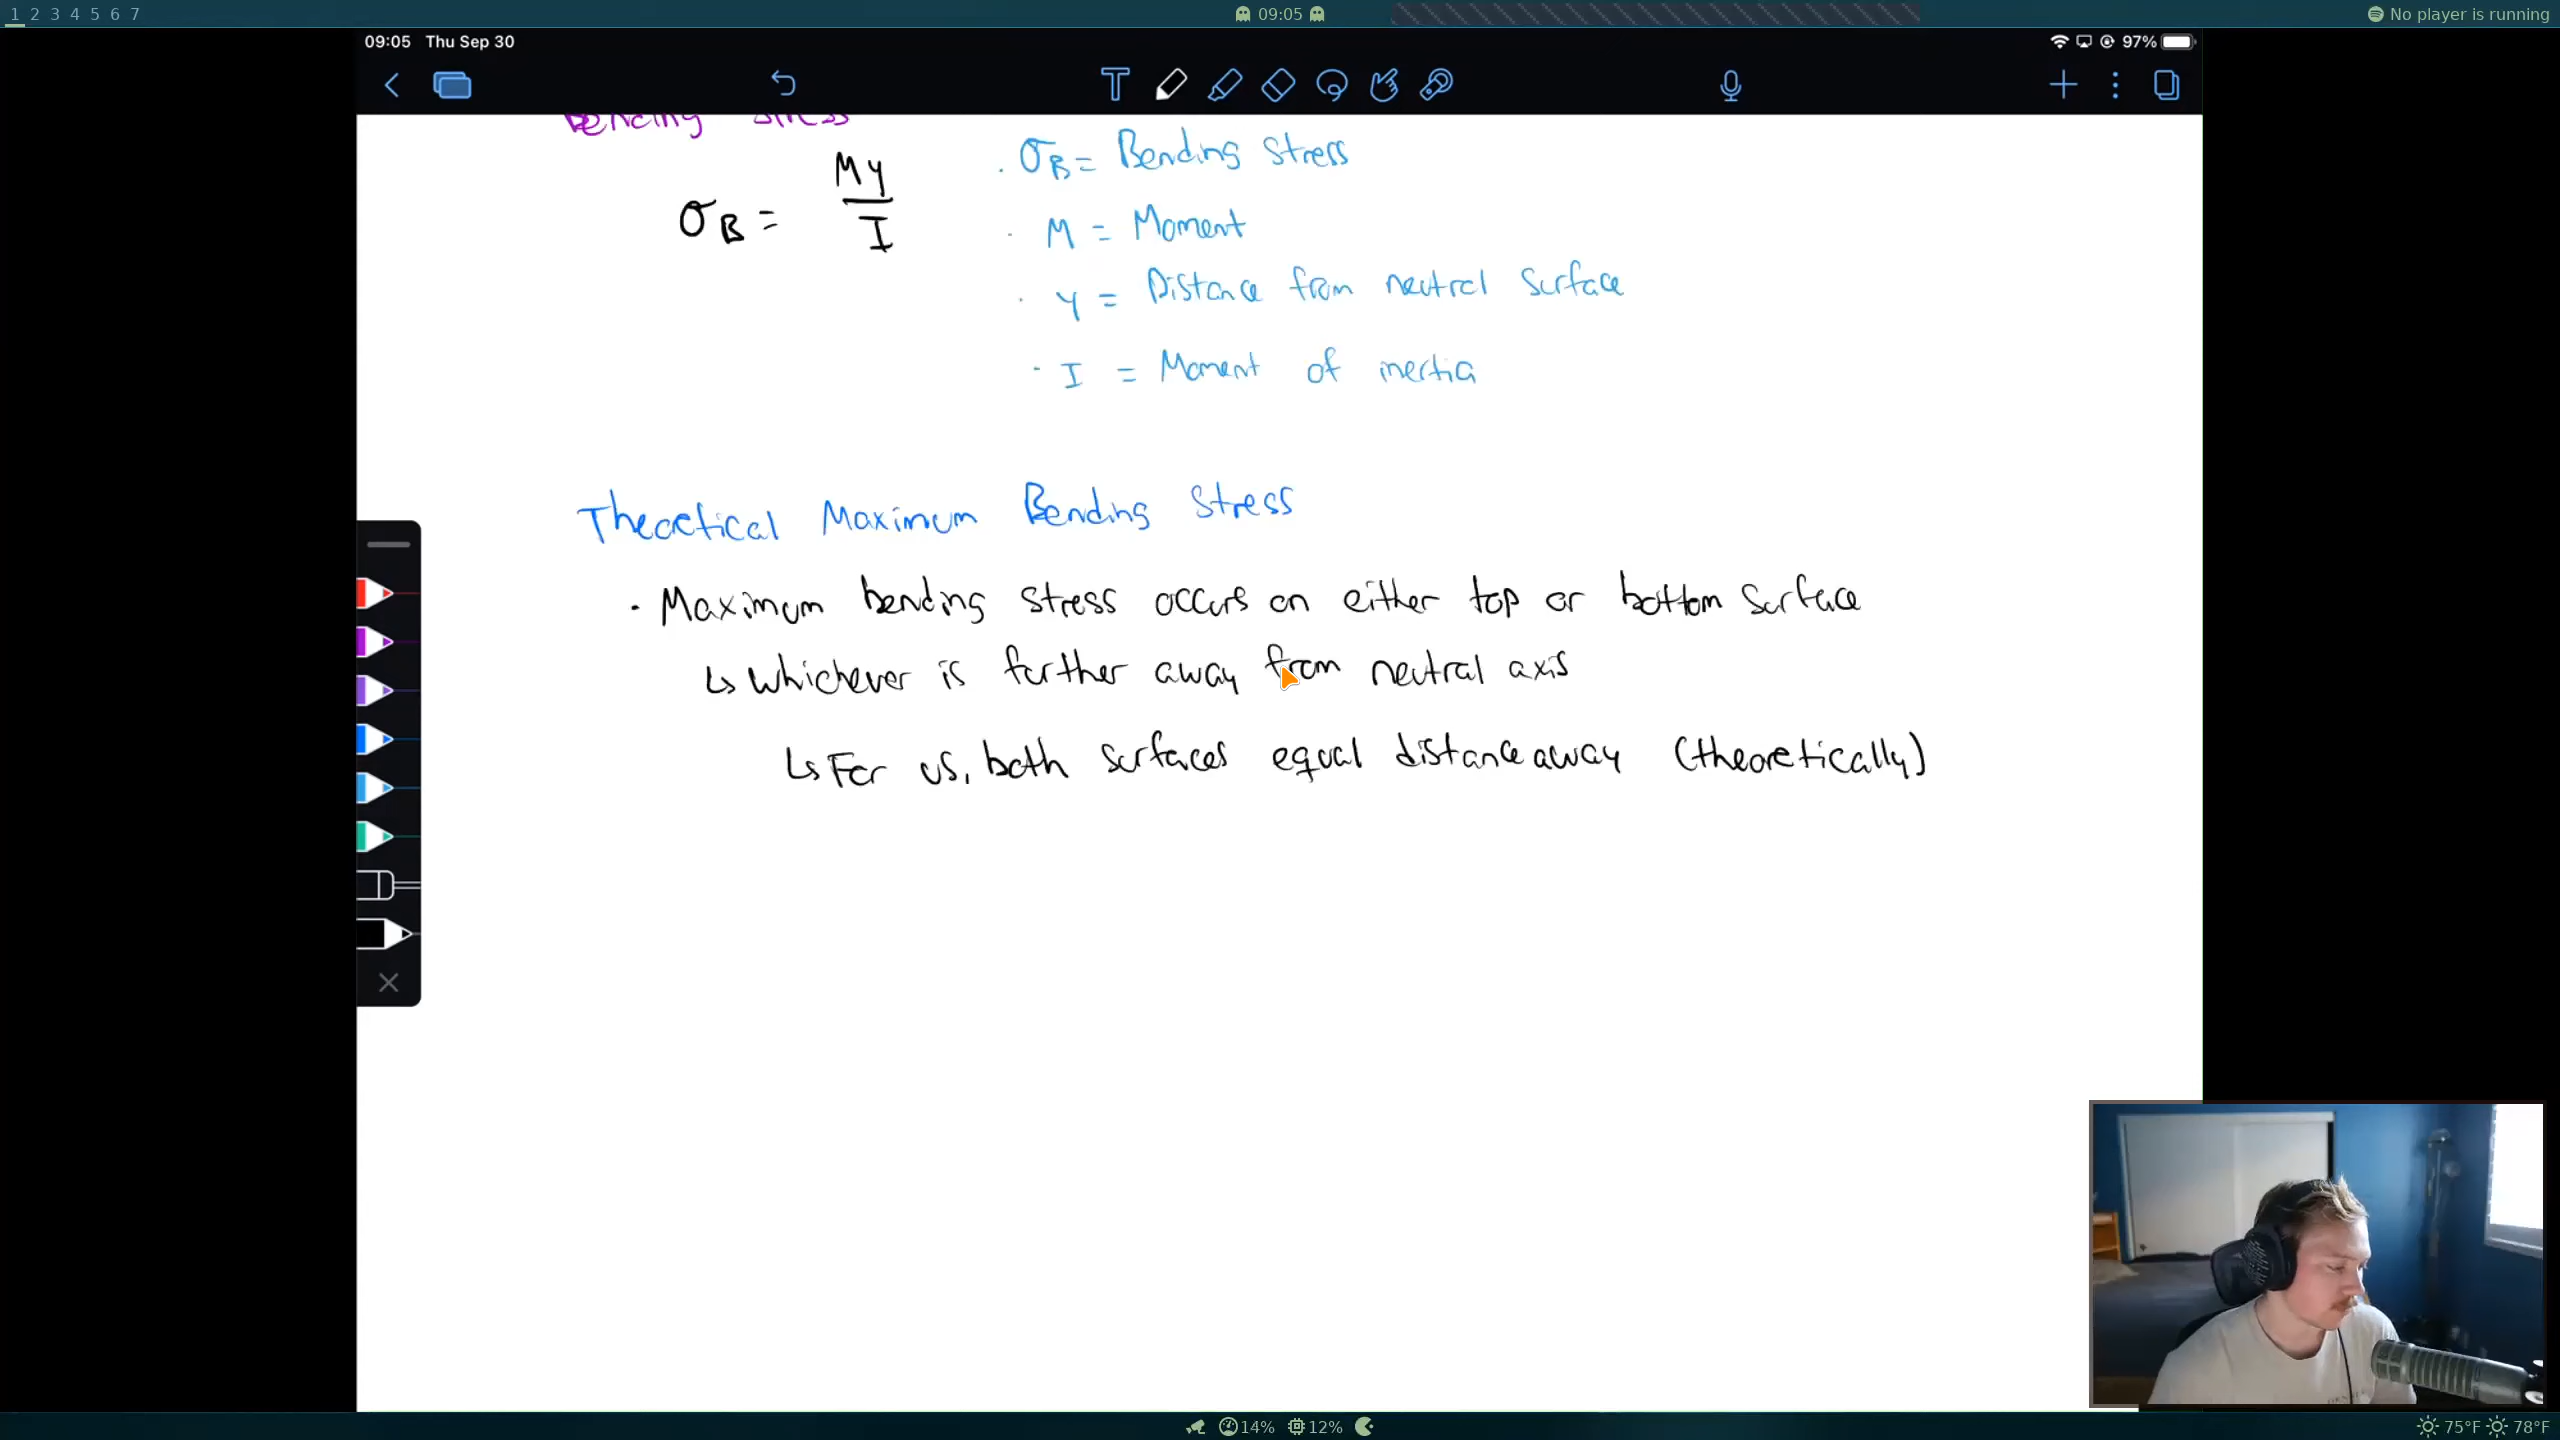 1 2 3 4 5 6 7
09:05
No player is running
09:05 Thu Sep 30
97%
T
Bending Stress
σB = My / I
· σB = Bending Stress
· M = Moment
· y = Distance from neutral Surface
· I = Moment of inertia
Theoretical Maximum Bending Stress
· Maximum bending stress occurs on either top or bottom Surface
↳ whichever is further away from neutral axis
↳ For us, both surfaces equal distance away (theoretically)
14% 12%
75°F 78°F